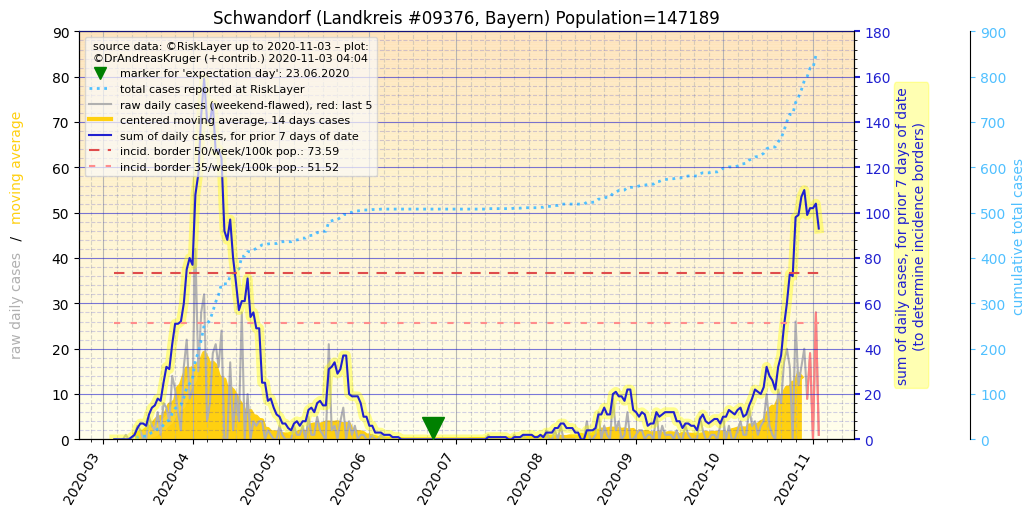 Schwandorf (Landkreis #09376, Bayern) Population=147189
source data: ©RiskLayer up to 2020-11-03 – plot:
©DrAndreasKruger (+contrib.) 2020-11-03 04:04
marker for 'expectation day': 23.06.2020
total cases reported at RiskLayer
raw daily cases (weekend-flawed), red: last 5
centered moving average, 14 days cases
sum of daily cases, for prior 7 days of date
incid. border 50/week/100k pop.: 73.59
incid. border 35/week/100k pop.: 51.52
raw daily cases / moving average
90
80
70
60
50
40
30
20
10
0
2020-03
2020-04
2020-05
2020-06
2020-07
2020-08
2020-09
2020-10
2020-11
180
160
140
120
100
80
60
40
20
0
sum of daily cases, for prior 7 days of date
(to determine incidence borders)
900
800
700
600
500
400
300
200
100
0
cumulative total cases